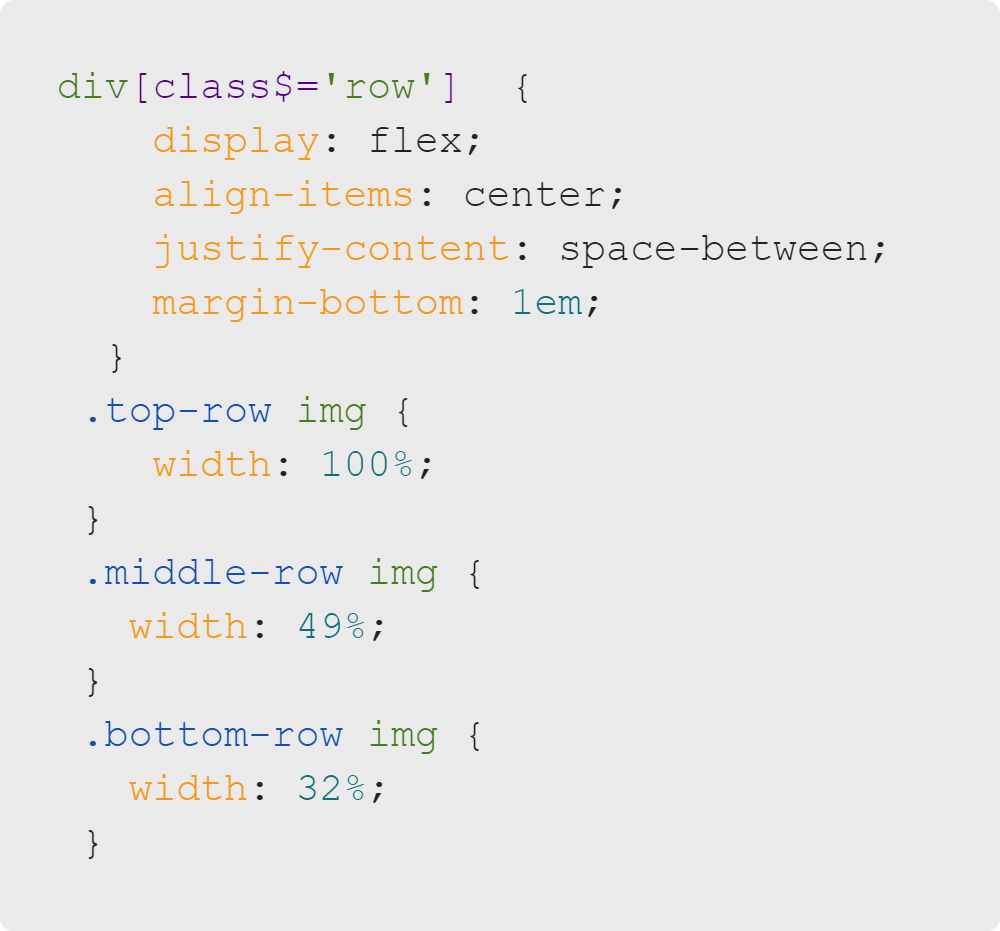 div[class$='row']  {
    display: flex;
    align-items: center;
    justify-content: space-between;
    margin-bottom: 1em;
  }
 .top-row img {
    width: 100%;
 }
 .middle-row img {
   width: 49%;
 }
 .bottom-row img {
   width: 32%;
 }